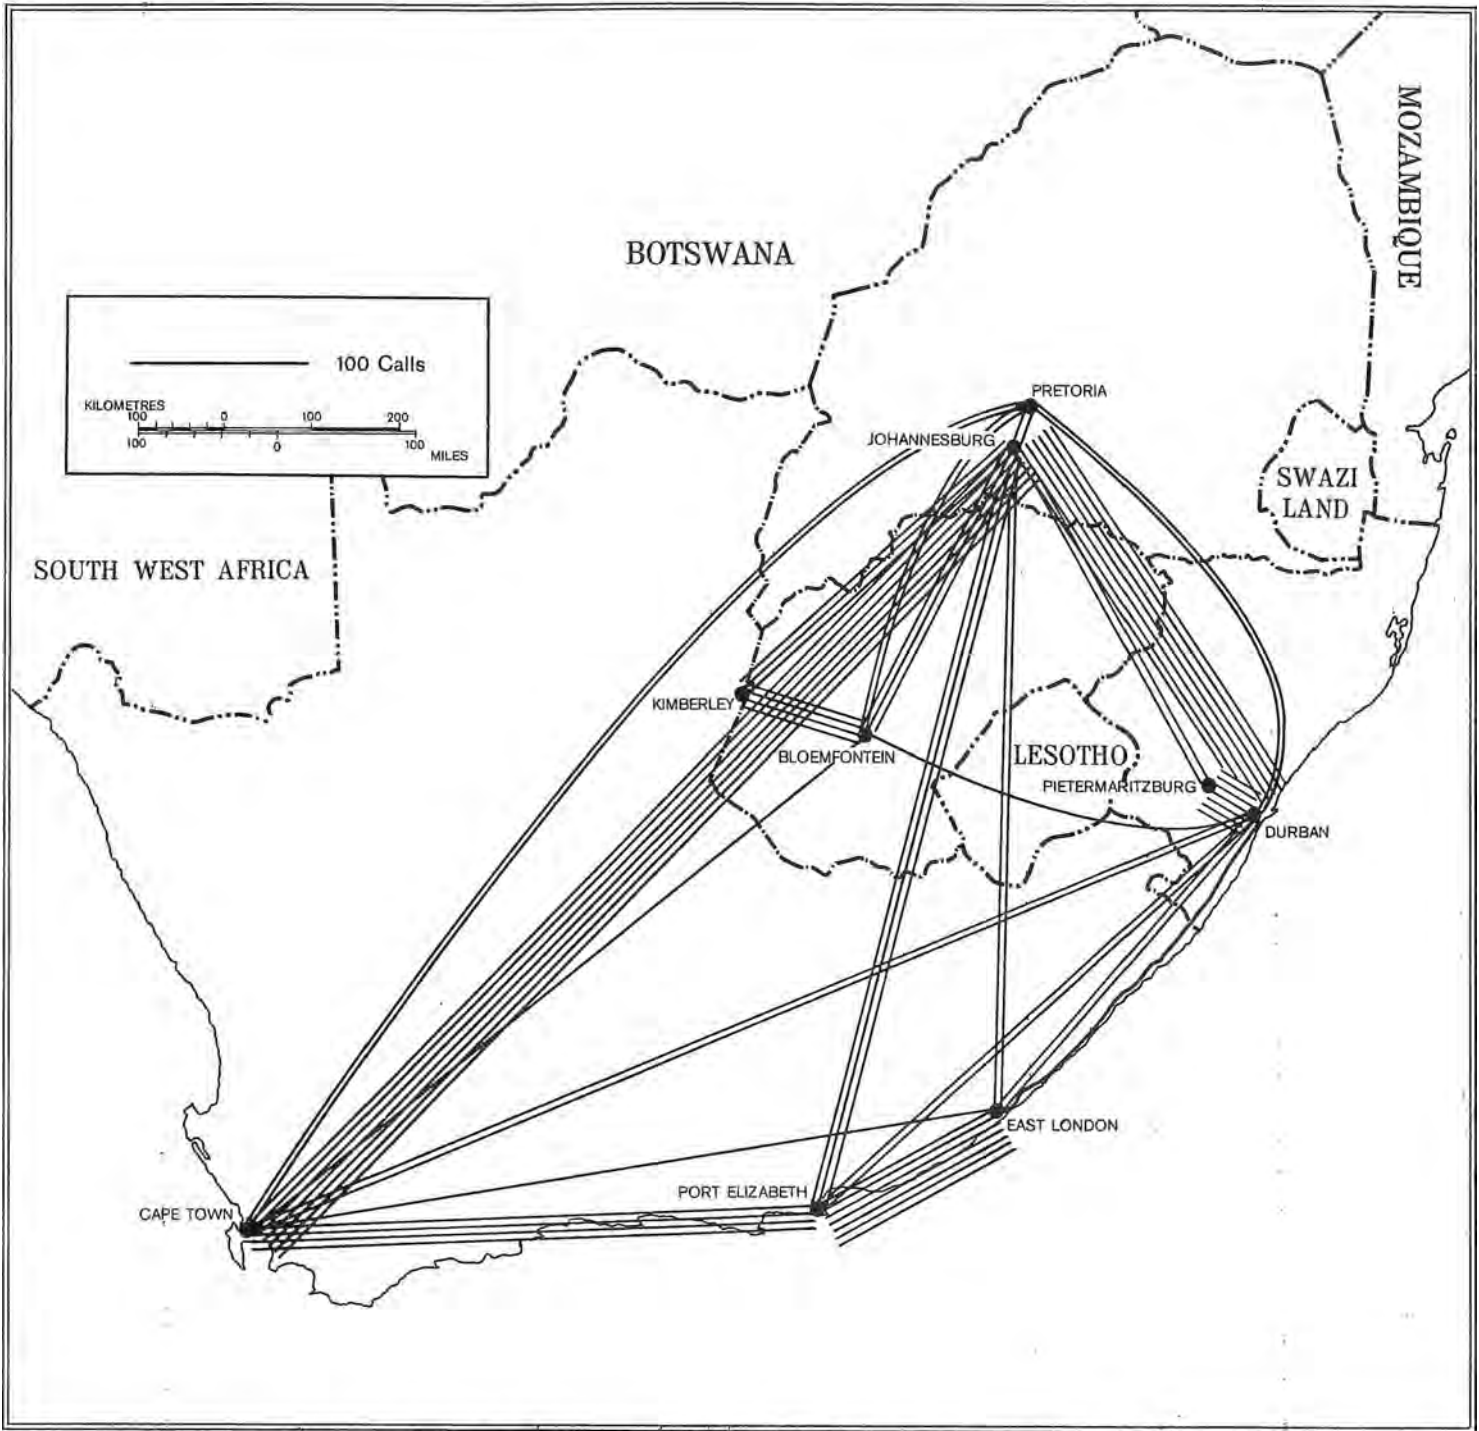 MOZAMBIQUE
BOTSWANA
100 Calls
KILOMETRES
100 0 100 200
100 0 100
MILES
PRETORIA
JOHANNESBURG
SWAZI
LAND
SOUTH WEST AFRICA
KIMBERLEY
BLOEMFONTEIN
LESOTHO
PIETERMARITZBURG
DURBAN
EAST LONDON
PORT ELIZABETH
CAPE TOWN